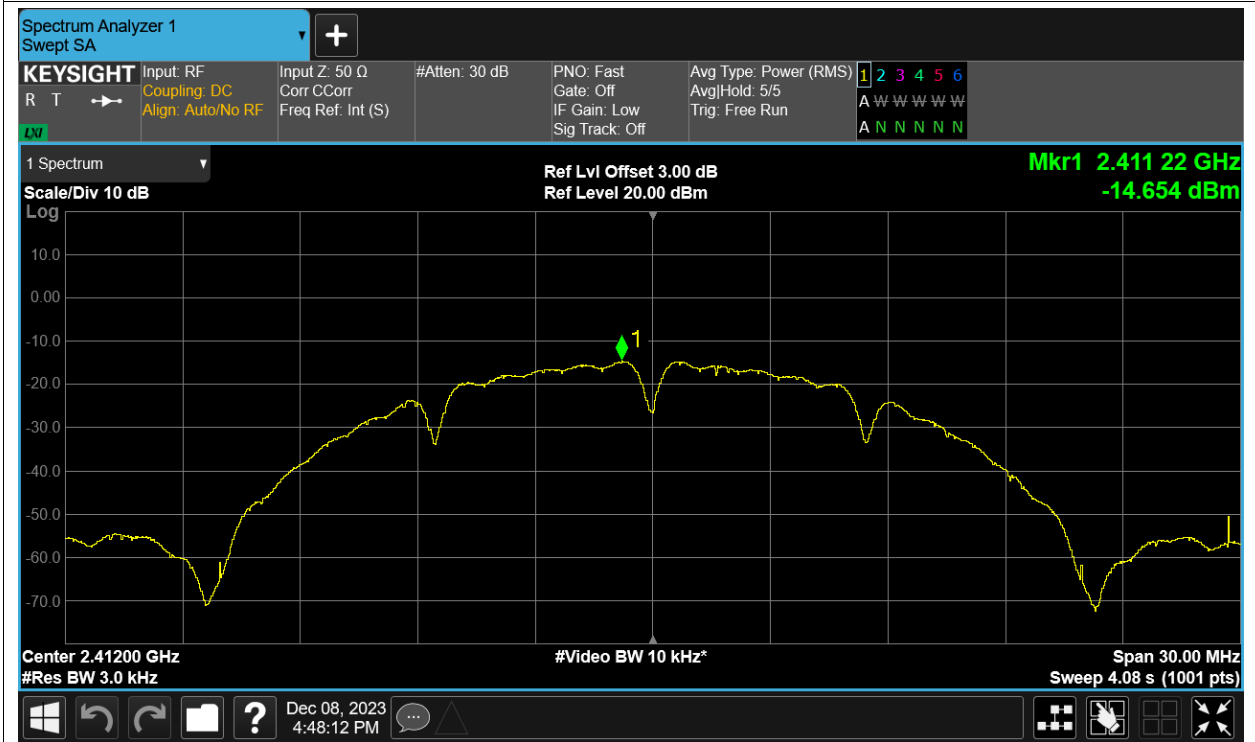 Spectrum Analyzer 1
Swept SA
+
KEYSIGHT
R T
LXI
Input: RF
Coupling: DC
Align: Auto/No RF
Input Z: 50 Ω
Corr CCorr
Freq Ref: Int (S)
#Atten: 30 dB
PNO: Fast
Gate: Off
IF Gain: Low
Sig Track: Off
Avg Type: Power (RMS)
Avg|Hold: 5/5
Trig: Free Run
1 2 3 4 5 6
A W W W W W
A N N N N N
1 Spectrum
Scale/Div 10 dB
Log
Ref Lvl Offset 3.00 dB
Ref Level 20.00 dBm
Mkr1 2.411 22 GHz
-14.654 dBm
10.0
0.00
-10.0
-20.0
-30.0
-40.0
-50.0
-60.0
-70.0
1
Center 2.41200 GHz
#Res BW 3.0 kHz
#Video BW 10 kHz*
Span 30.00 MHz
Sweep 4.08 s (1001 pts)
?
Dec 08, 2023
4:48:12 PM